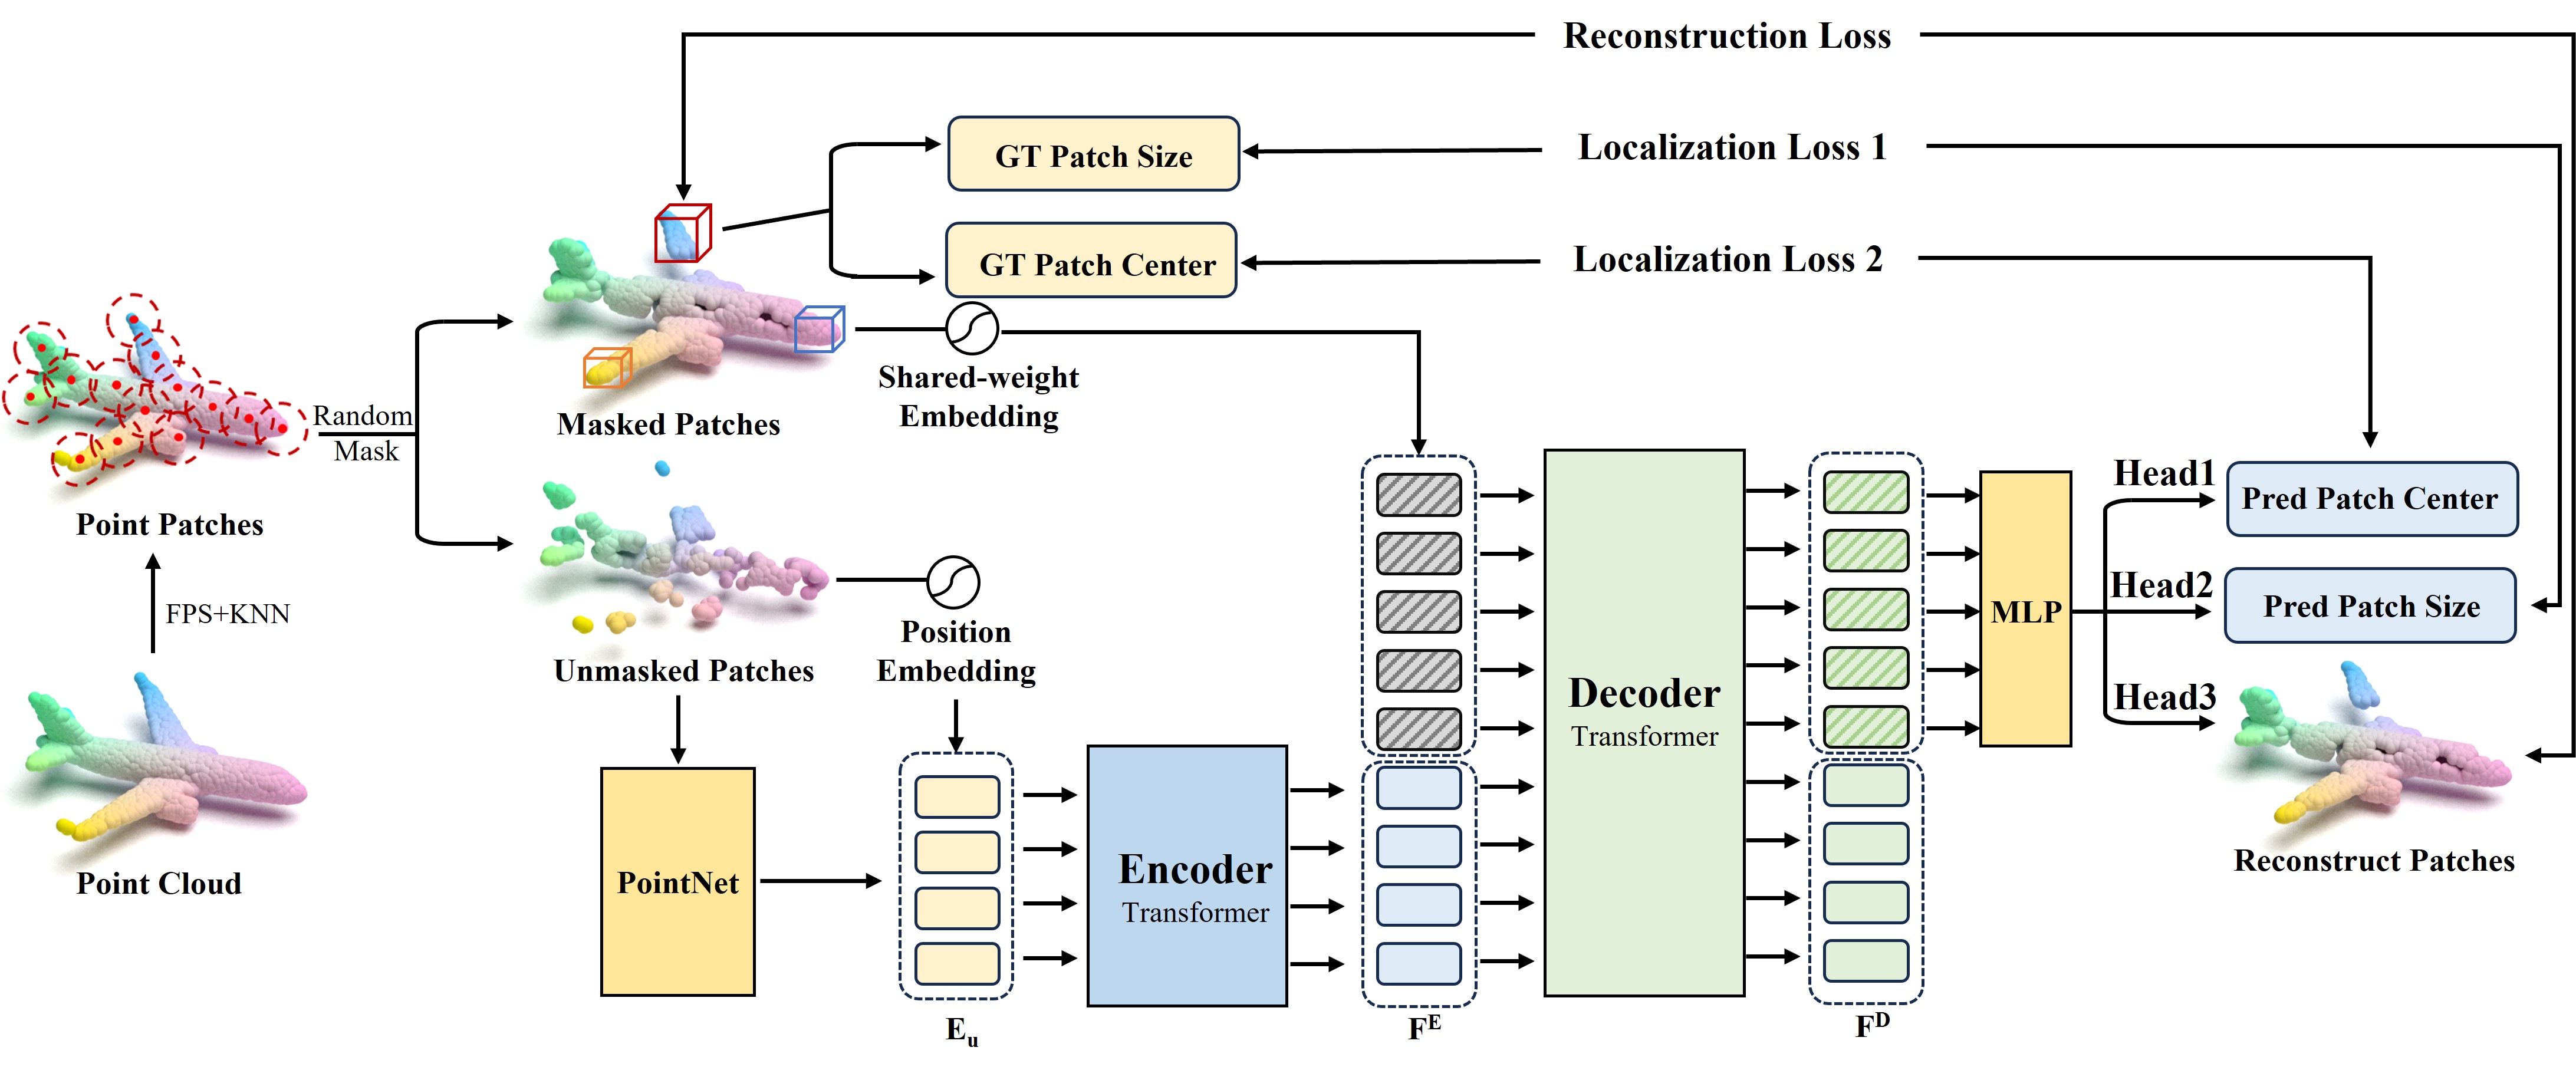 Reconstruction Loss
GT Patch Size
Localization Loss 1
GT Patch Center
Localization Loss 2
Random
Mask
Masked Patches
Shared-weight
Embedding
Point Patches
FPS+KNN
Point Cloud
Unmasked Patches
Position
Embedding
PointNet
E_u
Encoder
Transformer
F^E
Decoder
Transformer
F^D
MLP
Head1
Pred Patch Center
Head2
Pred Patch Size
Head3
Reconstruct Patches